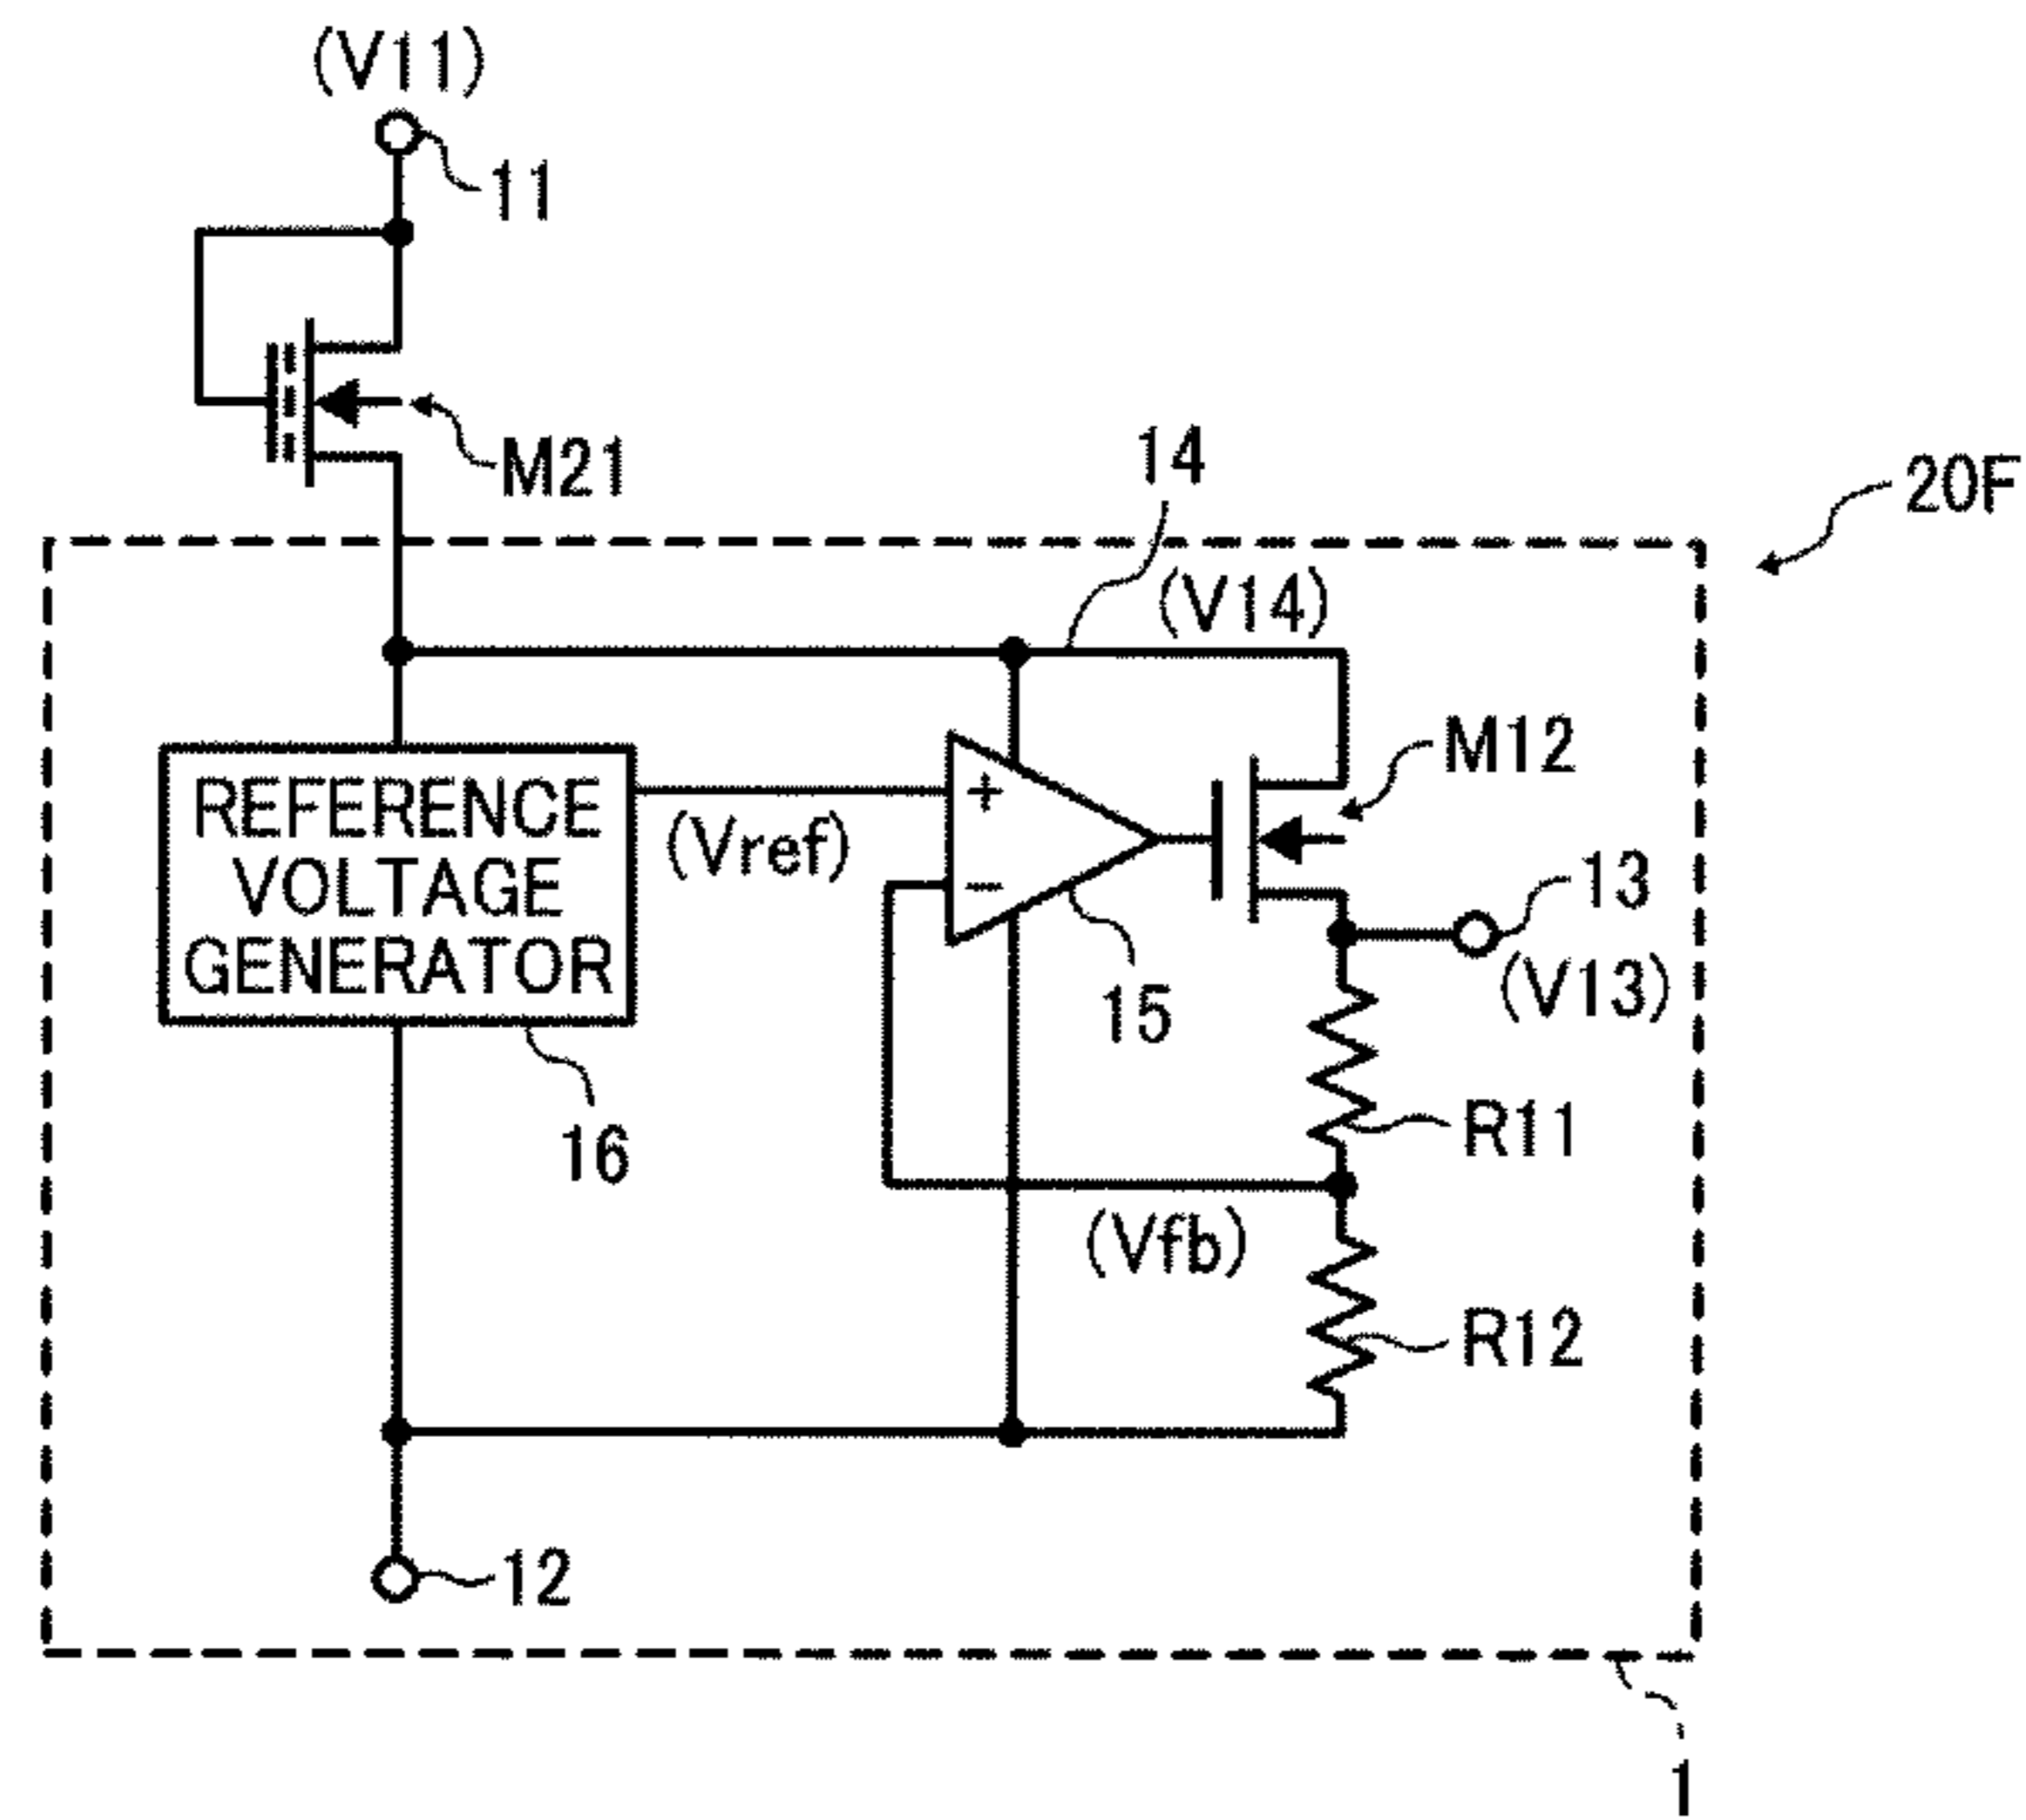 (V11)
11
M21
14
20F
(V14)
M12
REFERENCE
VOLTAGE
GENERATOR
(Vref)
+
−
13
(V13)
15
16
R11
(Vfb)
R12
12
1